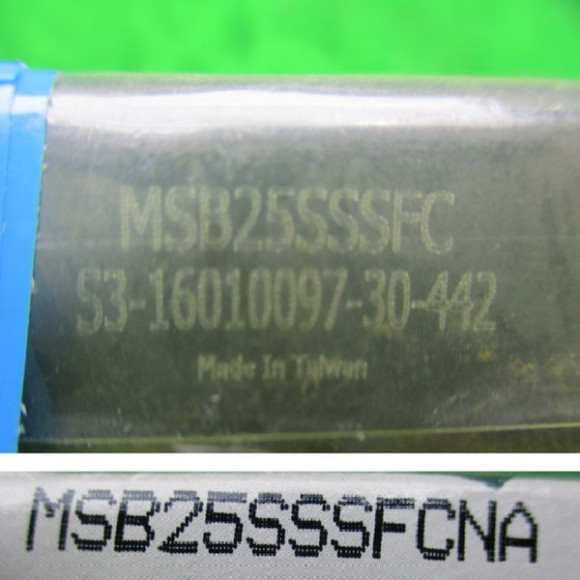 MSB25SSSFC
S3-16010097-30-442
Made In Taiwan
MSB25SSSFCNA